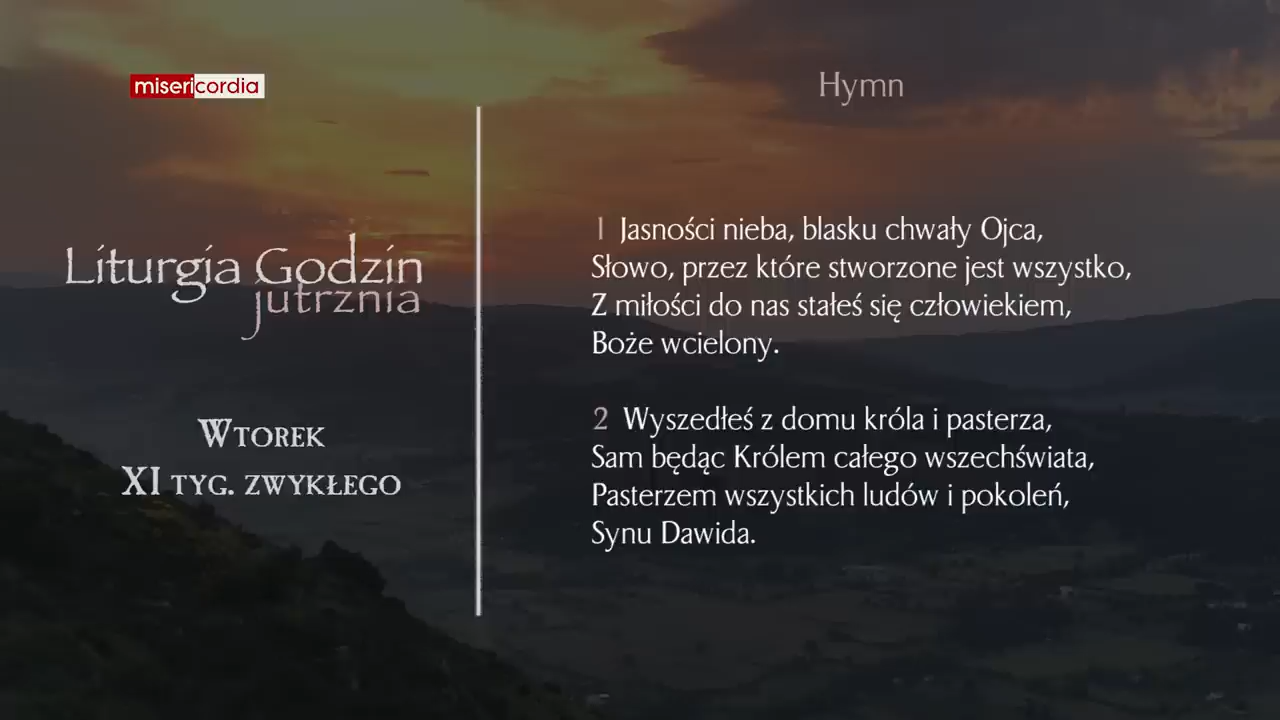 misericordia
Liturgia Godzin
jutrznia
Wtorek
XI tyg. zwykłego
Hymn
1 Jasności nieba, blasku chwały Ojca,
Słowo, przez które stworzone jest wszystko,
Z miłości do nas stałeś się człowiekiem,
Boże wcielony.
2 Wyszedłeś z domu króla i pasterza,
Sam będąc Królem całego wszechświata,
Pasterzem wszystkich ludów i pokoleń,
Synu Dawida.